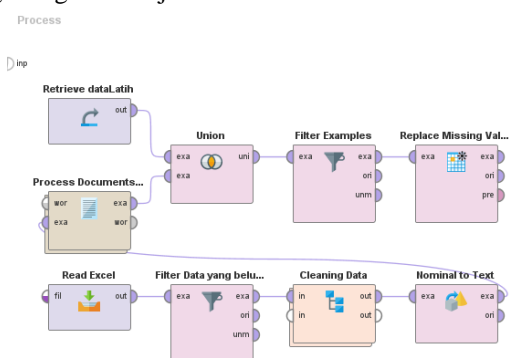 Process
inp
Retrieve dataLatih
out
Union
exa
exa
uni
Filter Examples
exa
exa
ori
unm
Replace Missing Val...
exa
exa
ori
pre
Process Documents...
wor
exa
exa
wor
Read Excel
fil
out
Filter Data yang belu...
exa
exa
ori
unm
Cleaning Data
in
out
in
out
Nominal to Text
exa
exa
ori